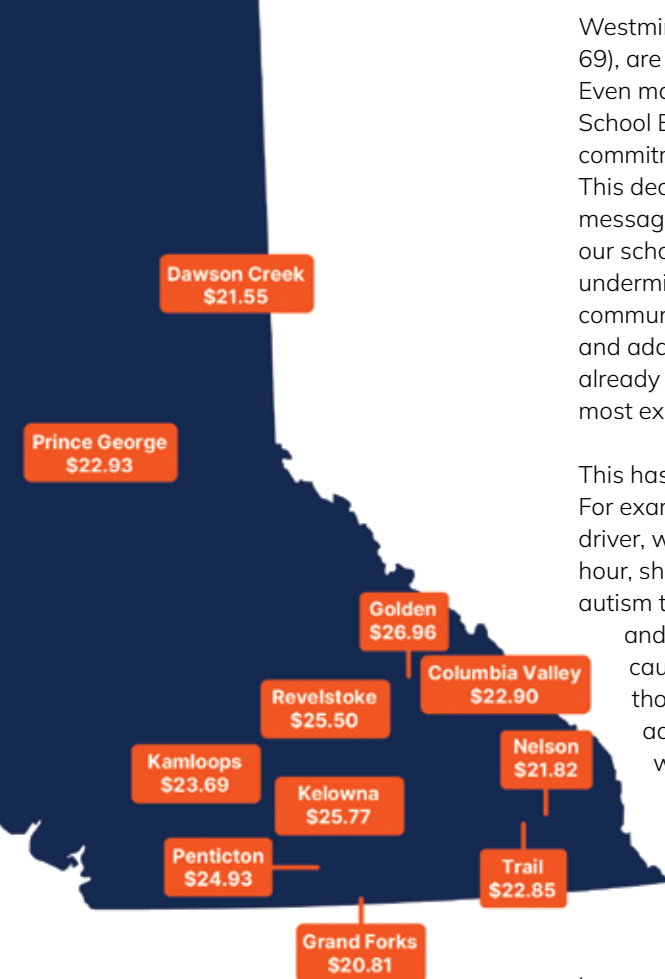 Dawson Creek
$21.55
Prince George
$22.93
Golden
$26.96
Columbia Valley
$22.90
Revelstoke
$25.50
Nelson
$21.82
Kamloops
$23.69
Kelowna
$25.77
Penticton
$24.93
Trail
$22.85
Grand Forks
$20.81
Westmi
69), are
Even mo
School
commit
This dec
messag
our scho
undermi
commun
and add
already
most ex
This has
For exa
driver, w
hour, sh
autism t
and
cau
tho
w